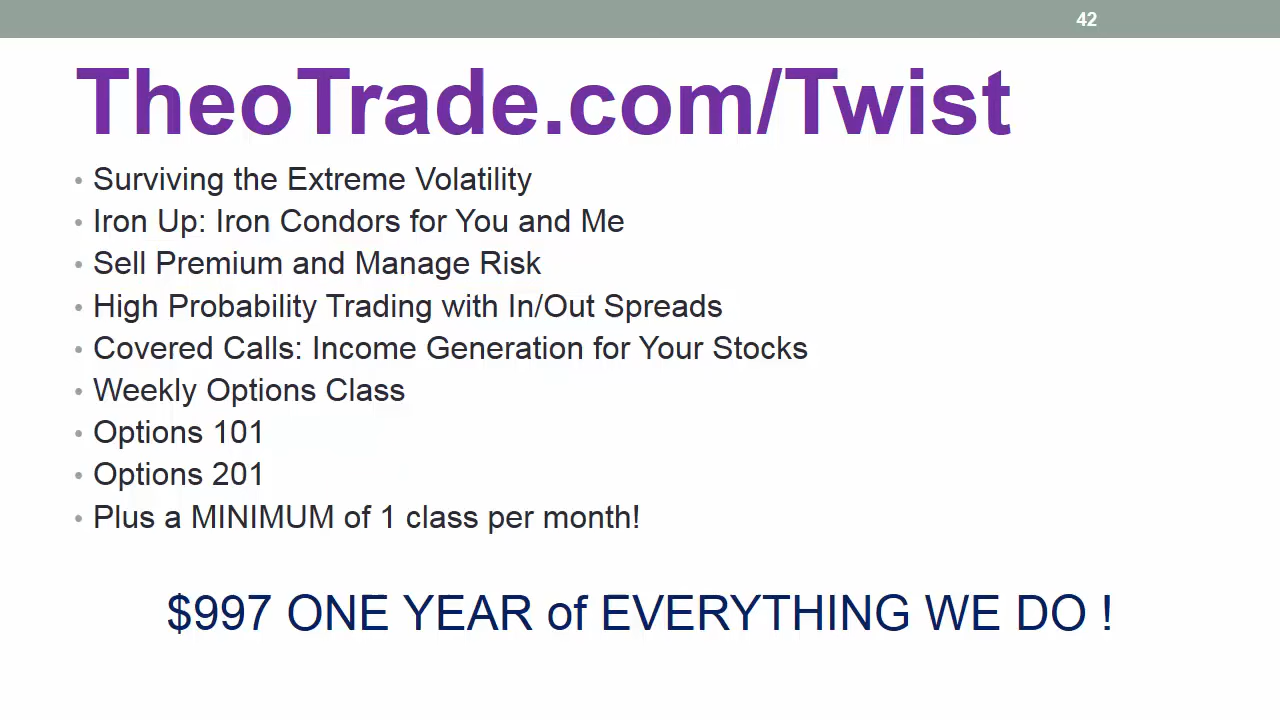 42
TheoTrade.com/Twist
• Surviving the Extreme Volatility
• Iron Up: Iron Condors for You and Me
• Sell Premium and Manage Risk
• High Probability Trading with In/Out Spreads
• Covered Calls: Income Generation for Your Stocks
• Weekly Options Class
• Options 101
• Options 201
• Plus a MINIMUM of 1 class per month!
$997 ONE YEAR of EVERYTHING WE DO !